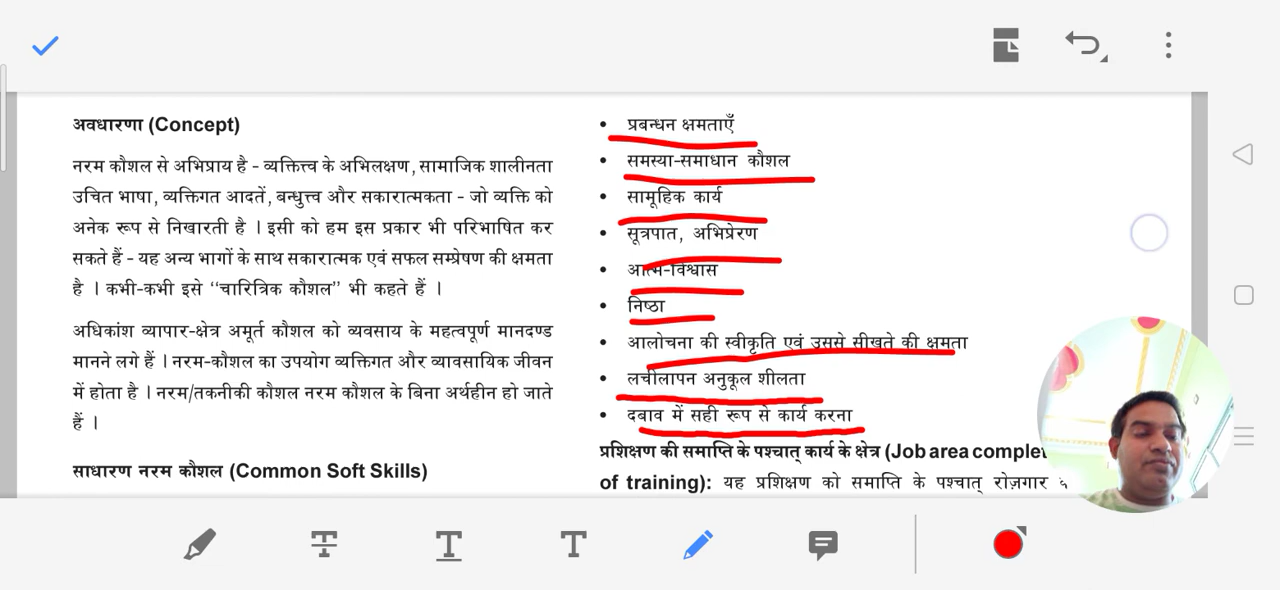 अवधारणा (Concept)
नरम कौशल से अभिप्राय है - व्यक्तित्त्व के अभिलक्षण, सामाजिक शालीनता
उचित भाषा, व्यक्तिगत आदतें, बन्धुत्त्व और सकारात्मकता - जो व्यक्ति को
अनेक रूप से निखारती है । इसी को हम इस प्रकार भी परिभाषित कर
सकते हैं - यह अन्य भागों के साथ सकारात्मक एवं सफल सम्प्रेषण की क्षमता
है । कभी-कभी इसे “चारित्रिक कौशल” भी कहते हैं ।
अधिकांश व्यापार-क्षेत्र अमूर्त कौशल को व्यवसाय के महत्वपूर्ण मानदण्ड
मानने लगे हैं । नरम-कौशल का उपयोग व्यक्तिगत और व्यावसायिक जीवन
में होता है । नरम/तकनीकी कौशल नरम कौशल के बिना अर्थहीन हो जाते
हैं ।
साधारण नरम कौशल (Common Soft Skills)
• प्रबन्धन क्षमताएँ
• समस्या-समाधान कौशल
• सामूहिक कार्य
• सूत्रपात, अभिप्रेरण
• आत्म-विश्वास
• निष्ठा
• आलोचना की स्वीकृति एवं उससे सीखते की क्षमता
• लचीलापन अनुकूल शीलता
• दबाव में सही रूप से कार्य करना
प्रशिक्षण की समाप्ति के पश्चात् कार्य के क्षेत्र (Job area
of training): यह प्रशिक्षण को समाप्ति के पश्चात् रोज़गार